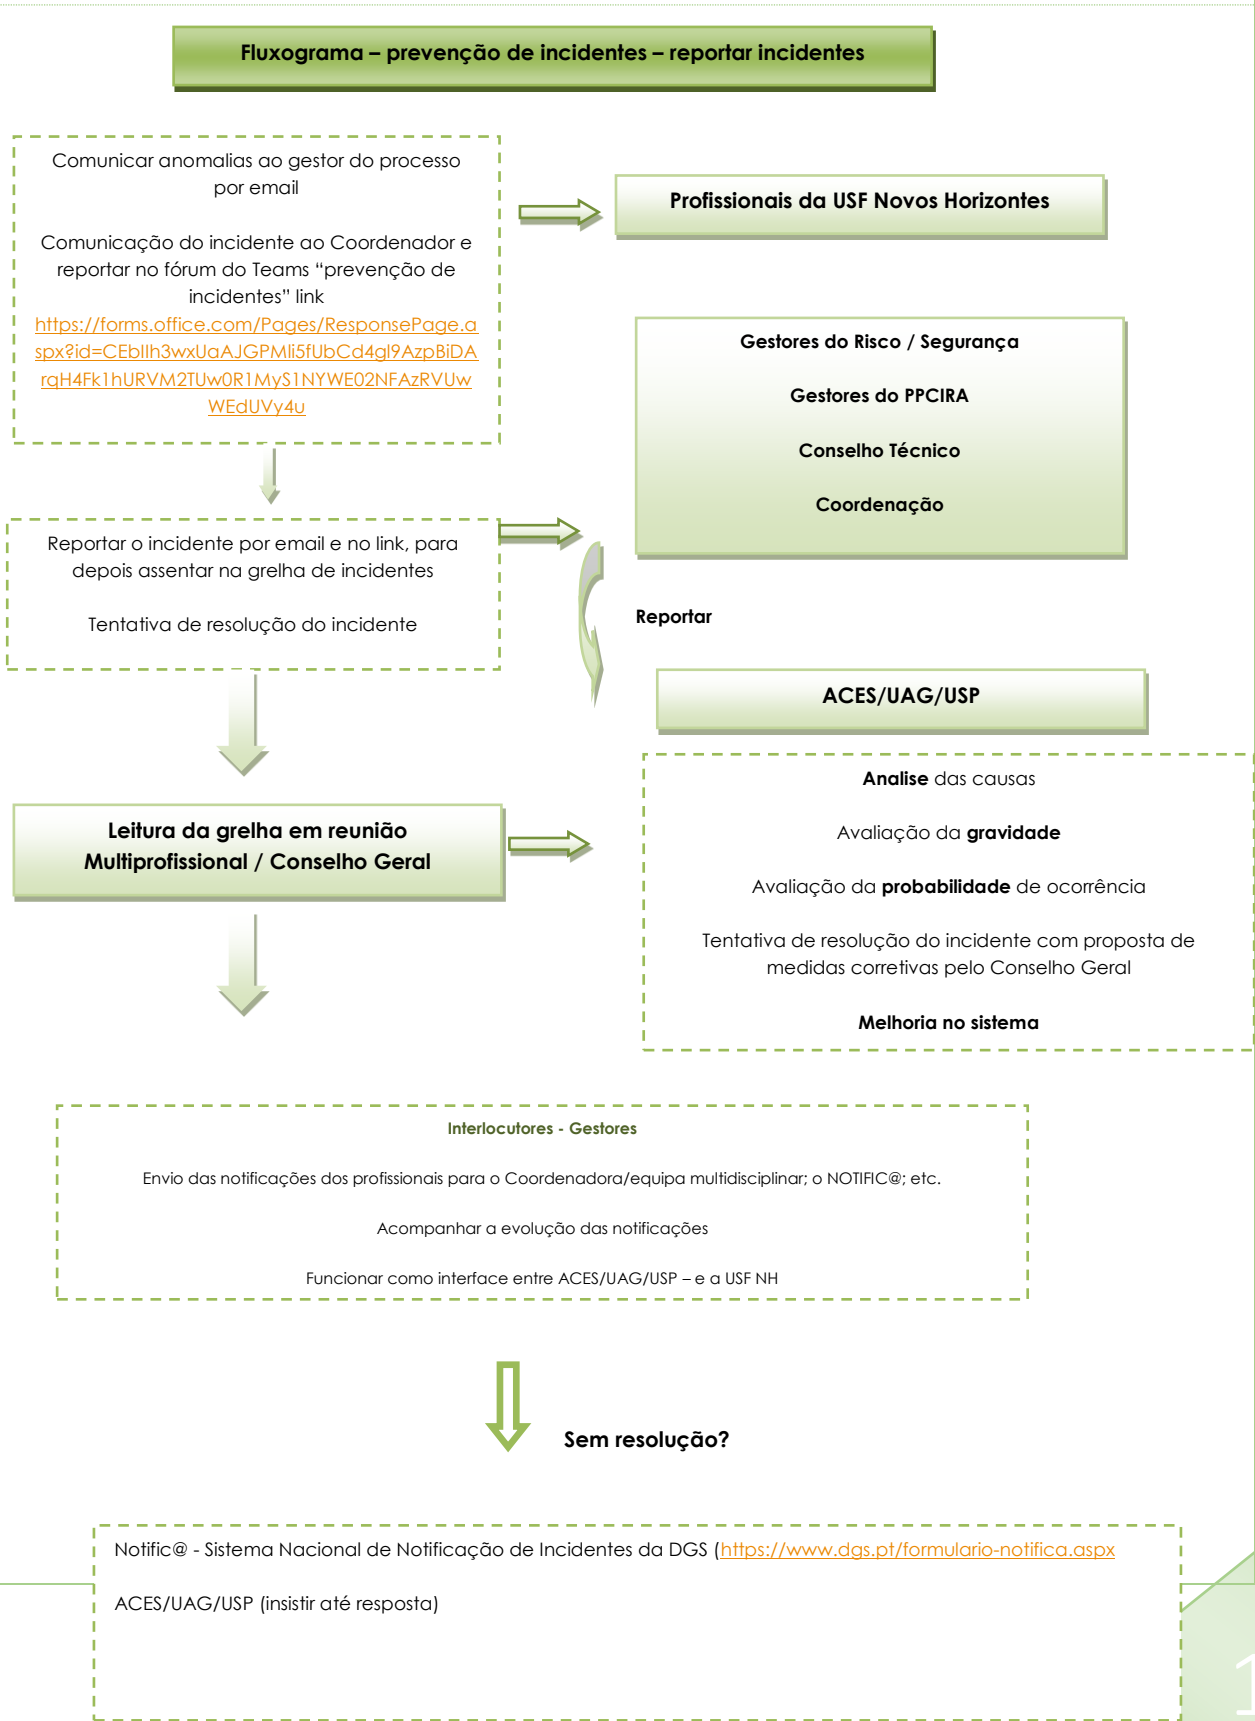 Fluxograma – prevenção de incidentes – reportar incidentes
Comunicar anomalias ao gestor do processo
por email
Comunicação do incidente ao Coordenador e
reportar no fórum do Teams “prevenção de
incidentes” link
https://forms.office.com/Pages/ResponsePage.a
spx?id=CEbIIh3wxUaAJGPMli5fUbCd4gl9AzpBiDA
rqH4Fk1hURVM2TUw0R1MyS1NYWE02NFAzRVUw
WEdUVy4u
Profissionais da USF Novos Horizontes
Gestores do Risco / Segurança
Gestores do PPCIRA
Conselho Técnico
Coordenação
Reportar o incidente por email e no link, para
depois assentar na grelha de incidentes
Tentativa de resolução do incidente
Reportar
ACES/UAG/USP
Leitura da grelha em reunião
Multiprofissional / Conselho Geral
Analise das causas
Avaliação da gravidade
Avaliação da probabilidade de ocorrência
Tentativa de resolução do incidente com proposta de
medidas corretivas pelo Conselho Geral
Melhoria no sistema
Interlocutores - Gestores
Envio das notificações dos profissionais para o Coordenadora/equipa multidisciplinar; o NOTIFIC@; etc.
Acompanhar a evolução das notificações
Funcionar como interface entre ACES/UAG/USP – e a USF NH
Sem resolução?
Notific@ - Sistema Nacional de Notificação de Incidentes da DGS (https://www.dgs.pt/formulario-notifica.aspx
ACES/UAG/USP (insistir até resposta)
1